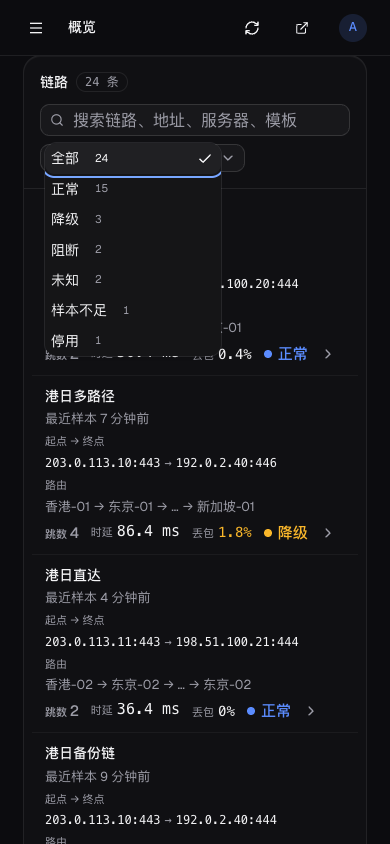 概览
A
链路 24 条
搜索链路、地址、服务器、模板
全部 24
正常 15
降级 3
阻断 2
未知 2
.100.20:444
样本不足 1
-01
停用 1
0.4% 正常
港日多路径
最近样本 7 分钟前
起点 → 终点
203.0.113.10:443 → 192.0.2.40:446
路由
香港-01 → 东京-01 → … → 新加坡-01
跳数 4 时延 86.4 ms 丢包 1.8% 降级
港日直达
最近样本 4 分钟前
起点 → 终点
203.0.113.11:443 → 198.51.100.21:444
路由
香港-02 → 东京-02 → … → 东京-02
跳数 2 时延 36.4 ms 丢包 0% 正常
港日备份链
最近样本 9 分钟前
起点 → 终点
203.0.113.10:443 → 192.0.2.40:444
路由